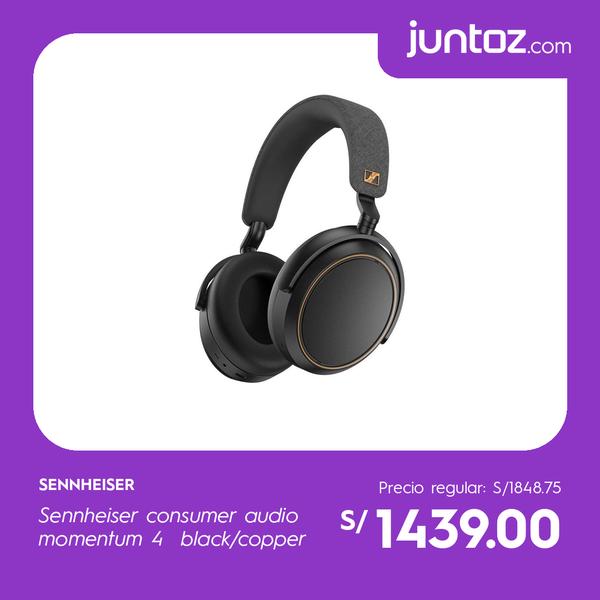 juntoz.com
SENNHEISER
Sennheiser consumer audio
momentum 4 black/copper
Precio regular: S/1848.75
S/1439.00